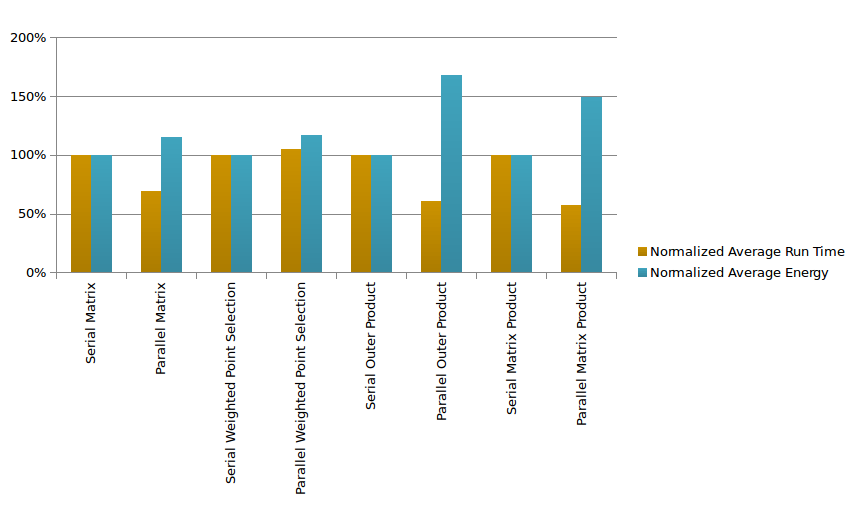 200%
150%
100%
50%
0%
Normalized Average Run Time
Normalized Average Energy
Serial Matrix
Parallel Matrix
Serial Weighted Point Selection
Parallel Weighted Point Selection
Serial Outer Product
Parallel Outer Product
Serial Matrix Product
Parallel Matrix Product